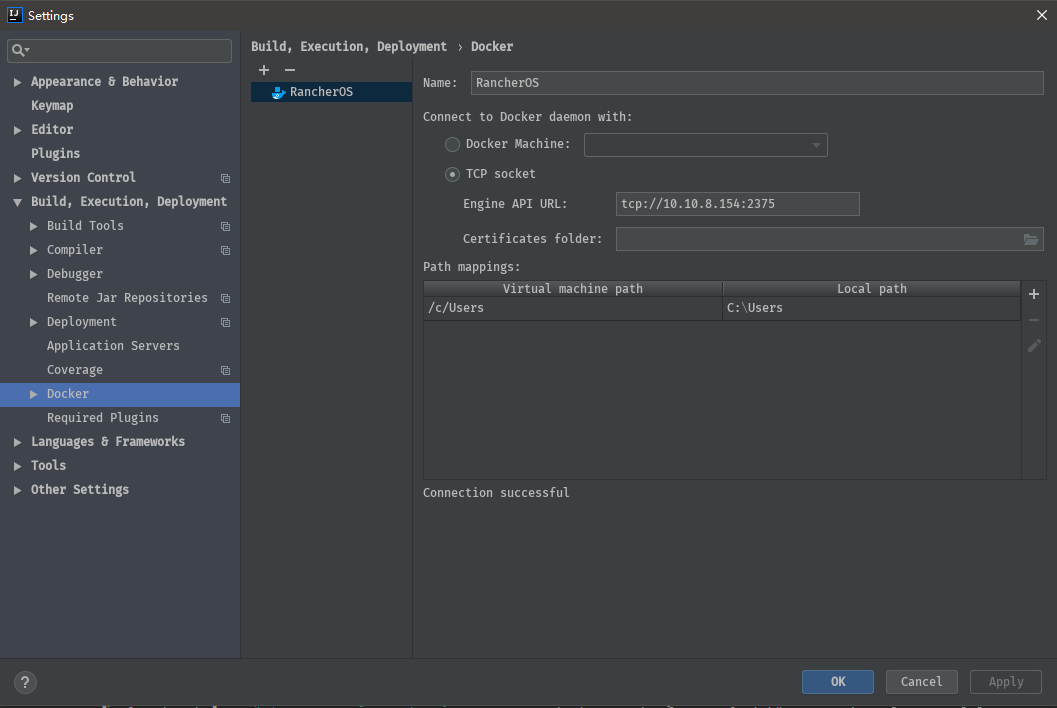 Settings
Appearance & Behavior
Keymap
Editor
Plugins
Version Control
Build, Execution, Deployment
Build Tools
Compiler
Debugger
Remote Jar Repositories
Deployment
Application Servers
Coverage
Docker
Required Plugins
Languages & Frameworks
Tools
Other Settings
Build, Execution, Deployment › Docker
RancherOS
Name: RancherOS
Connect to Docker daemon with:
Docker Machine:
TCP socket
Engine API URL: tcp://10.10.8.154:2375
Certificates folder:
Path mappings:
Virtual machine path Local path
/c/Users C:\Users
Connection successful
? OK Cancel Apply